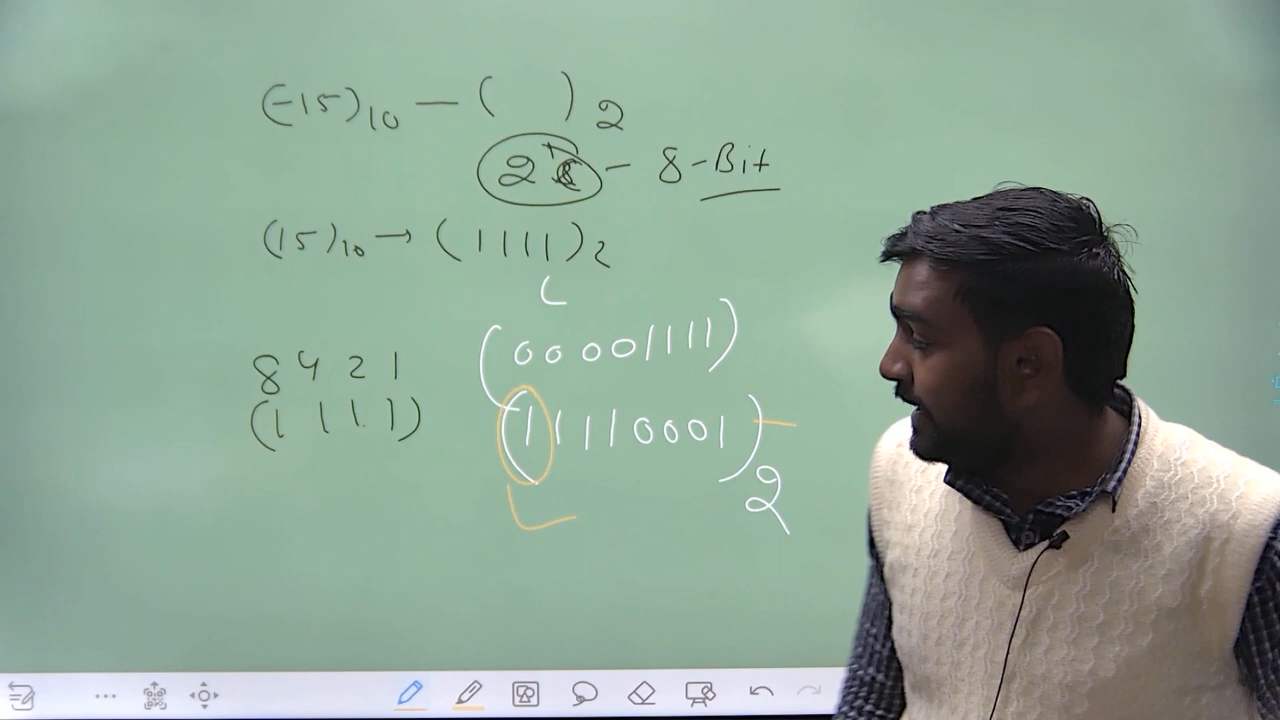 (-15)10 — ( )2
2's — 8-Bit
(15)10 → (1111)2
(00001111)
8 4 2 1
(1 1 1 1)
(11110001)2